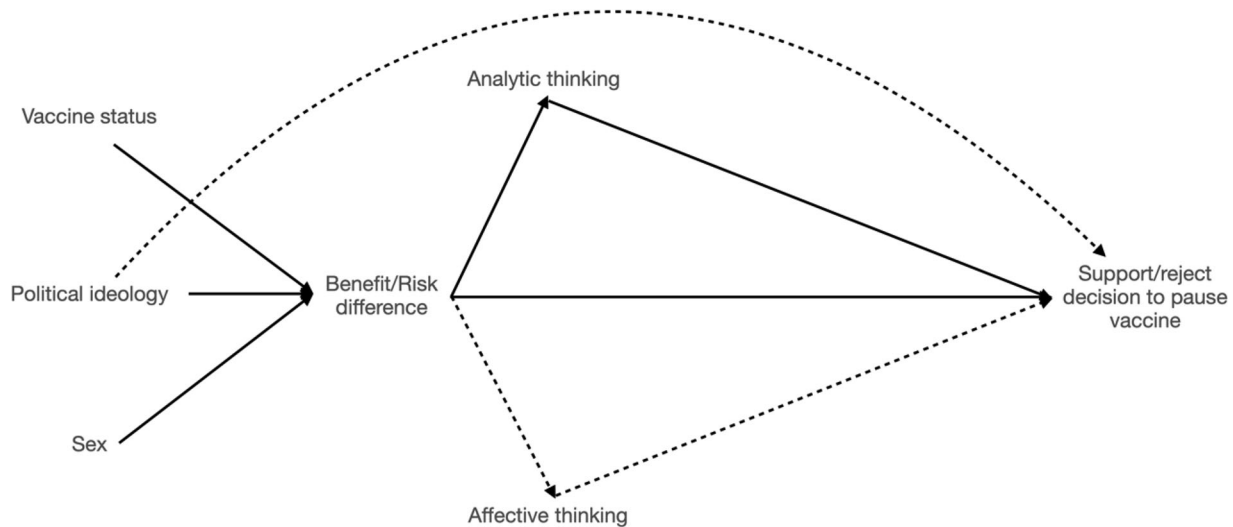 Analytic thinking
Vaccine status
Political ideology
Benefit/Risk
difference
Support/reject
decision to pause
vaccine
Sex
Affective thinking